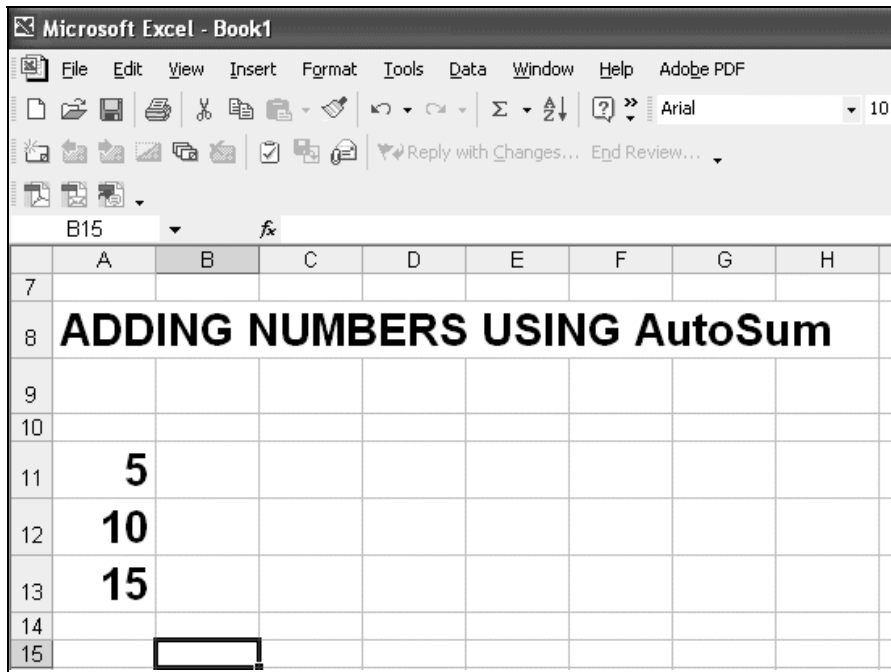 Microsoft Excel - Book1
File Edit View Insert Format Tools Data Window Help Adobe PDF
Σ A Z ? » Arial 10
Reply with Changes... End Review...
B15 fx
A B C D E F G H
7
8 ADDING NUMBERS USING AutoSum
9
10
11 5
12 10
13 15
14
15